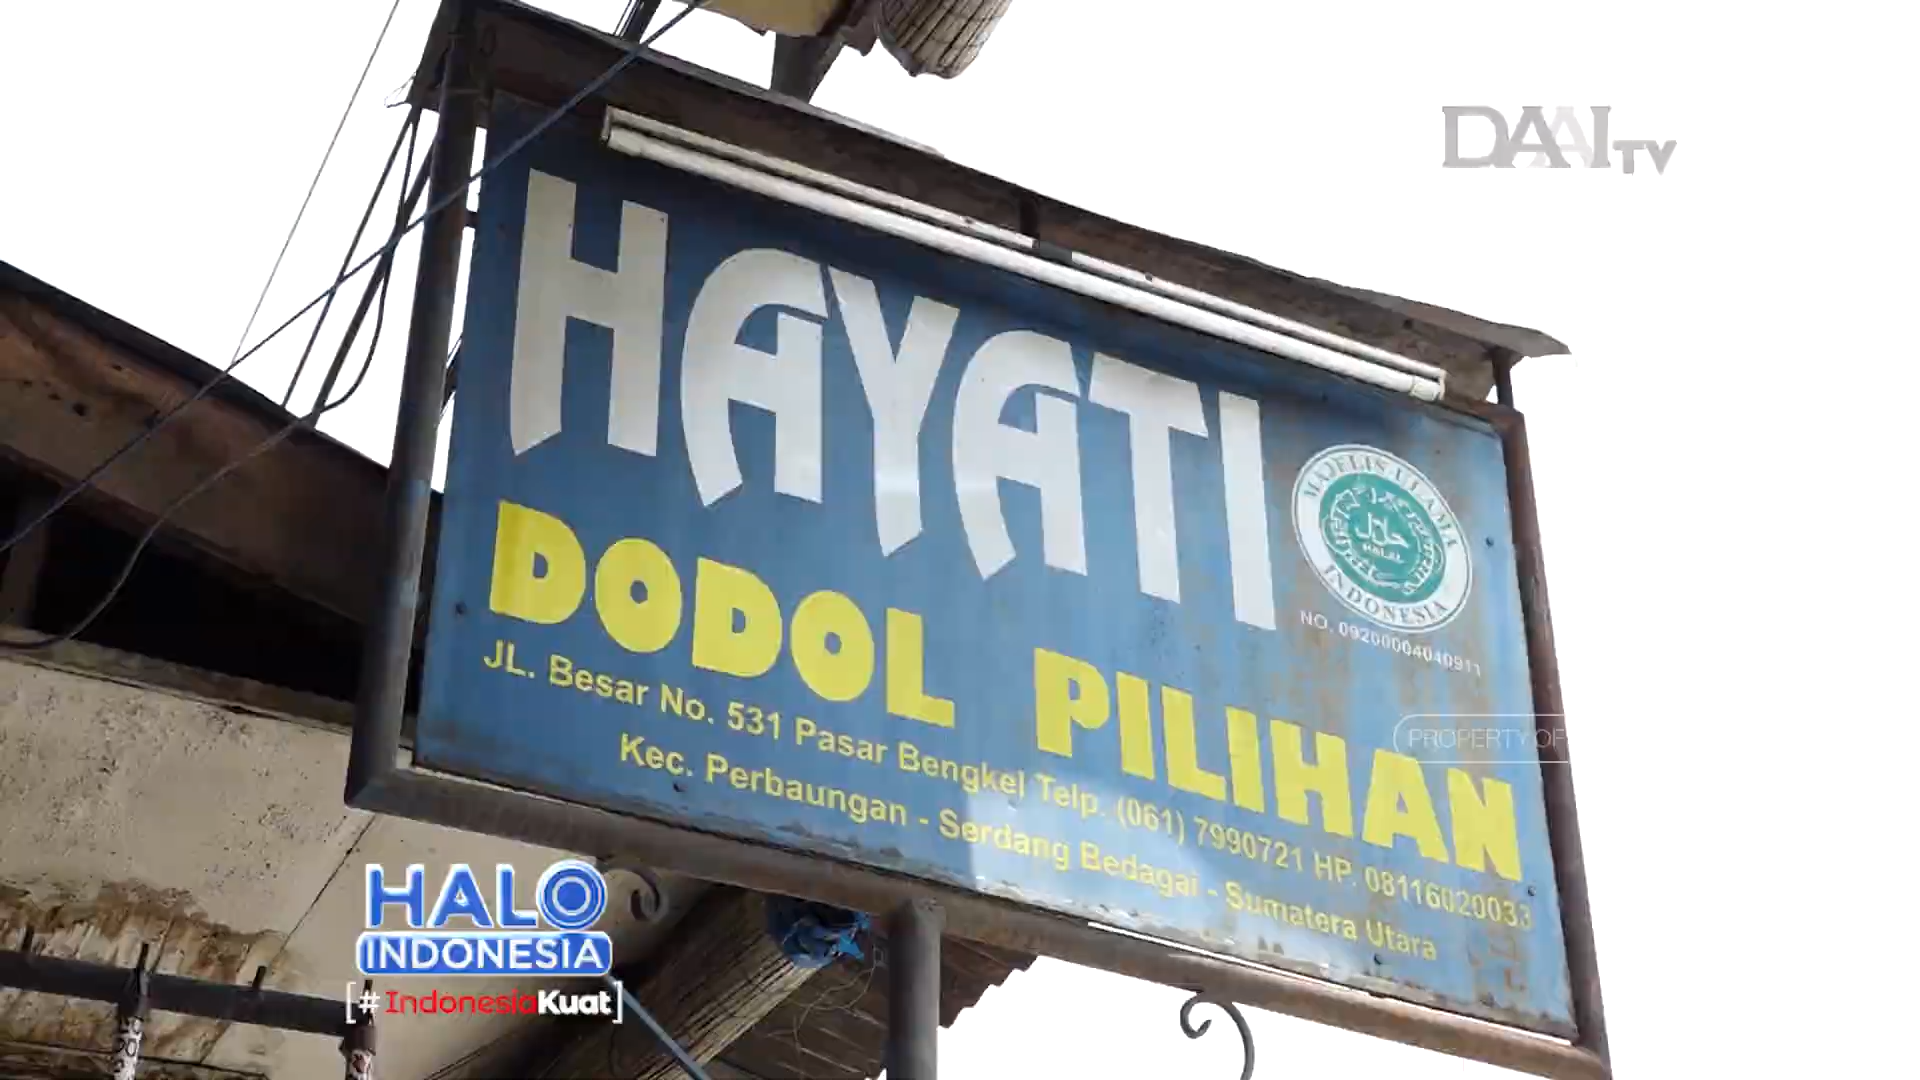 DAAI TV
HAYATI
DODOL PILIHAN
MAJELIS ULAMA
حلال
HALAL
INDONESIA
NO. 09200004040911
JL. Besar No. 531 Pasar Bengkel Telp. (061) 7990721 HP. 08116020033
Kec. Perbaungan - Serdang Bedagai - Sumatera Utara
PROPERTY OF
HALO
INDONESIA
[#IndonesiaKuat]